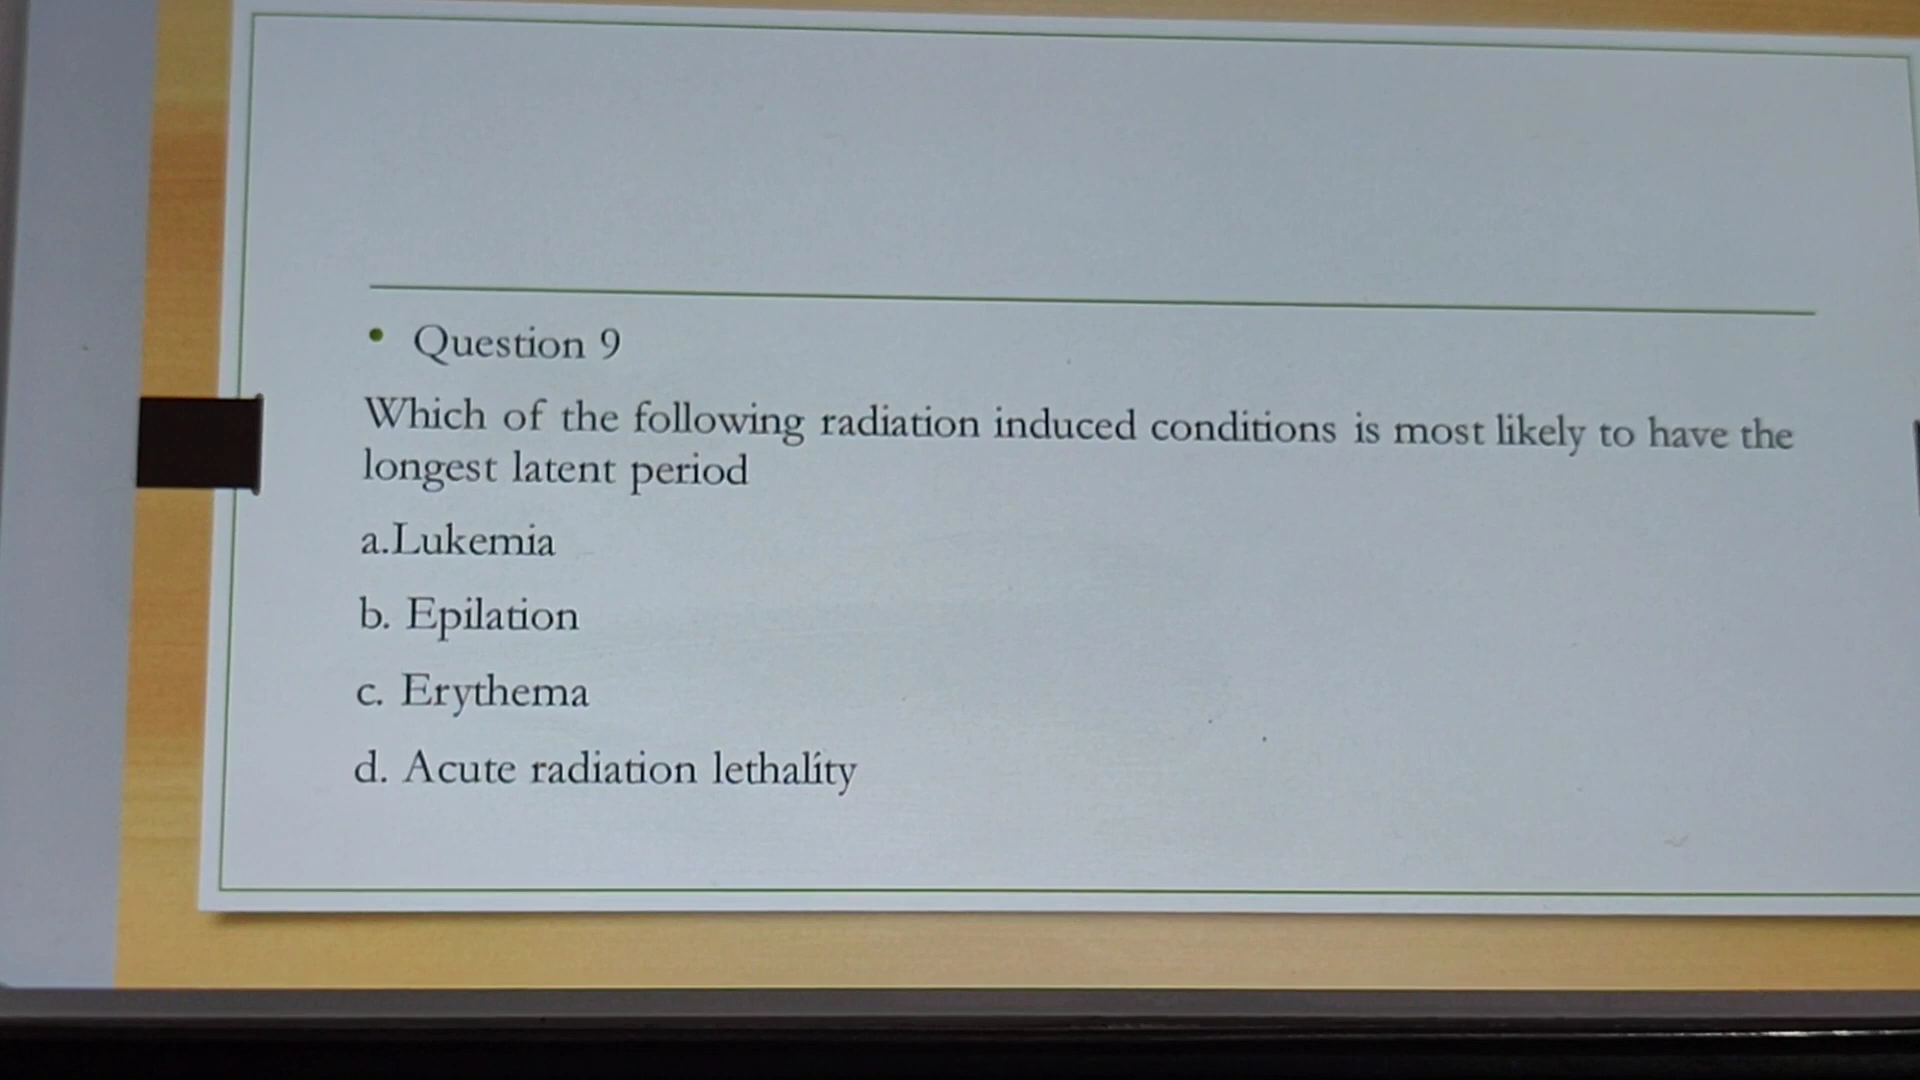 • Question 9
Which of the following radiation induced conditions is most likely to have the
longest latent period
a.Lukemia
b. Epilation
c. Erythema
d. Acute radiation lethality